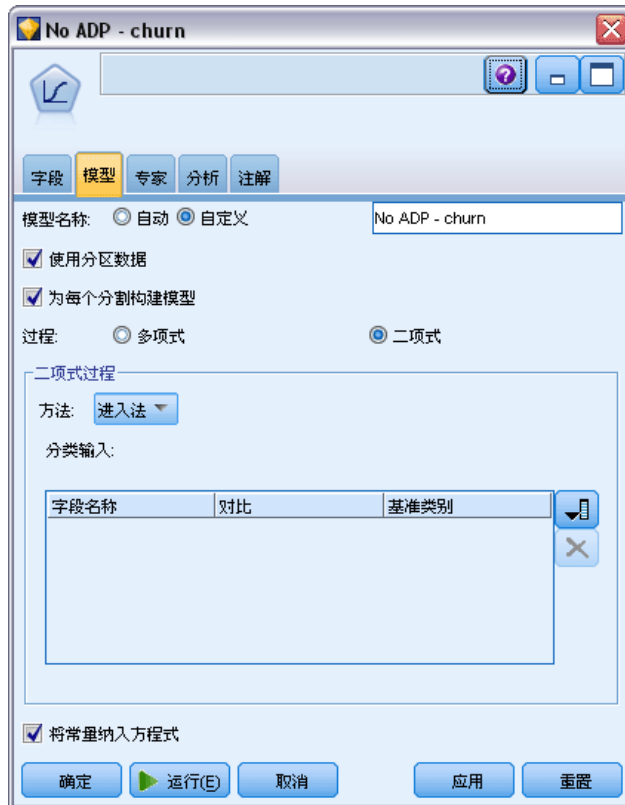 No ADP - churn
字段 模型 专家 分析 注解
模型名称: 自动 自定义 No ADP - churn
使用分区数据
为每个分割构建模型
过程: 多项式 二项式
二项式过程
方法: 进入法
分类输入:
字段名称 对比 基准类别
将常量纳入方程式
确定 运行(E) 取消 应用 重置